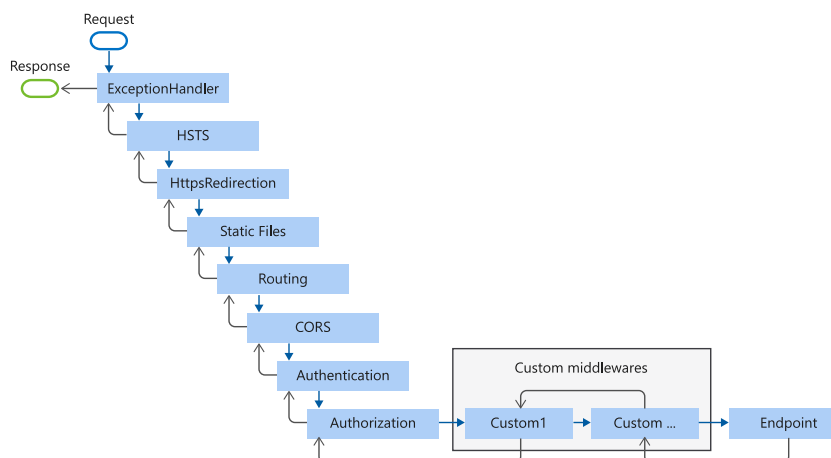 Request
Response
ExceptionHandler
HSTS
HttpsRedirection
Static Files
Routing
CORS
Custom middlewares
Authentication
Authorization
Custom1
Custom ...
Endpoint